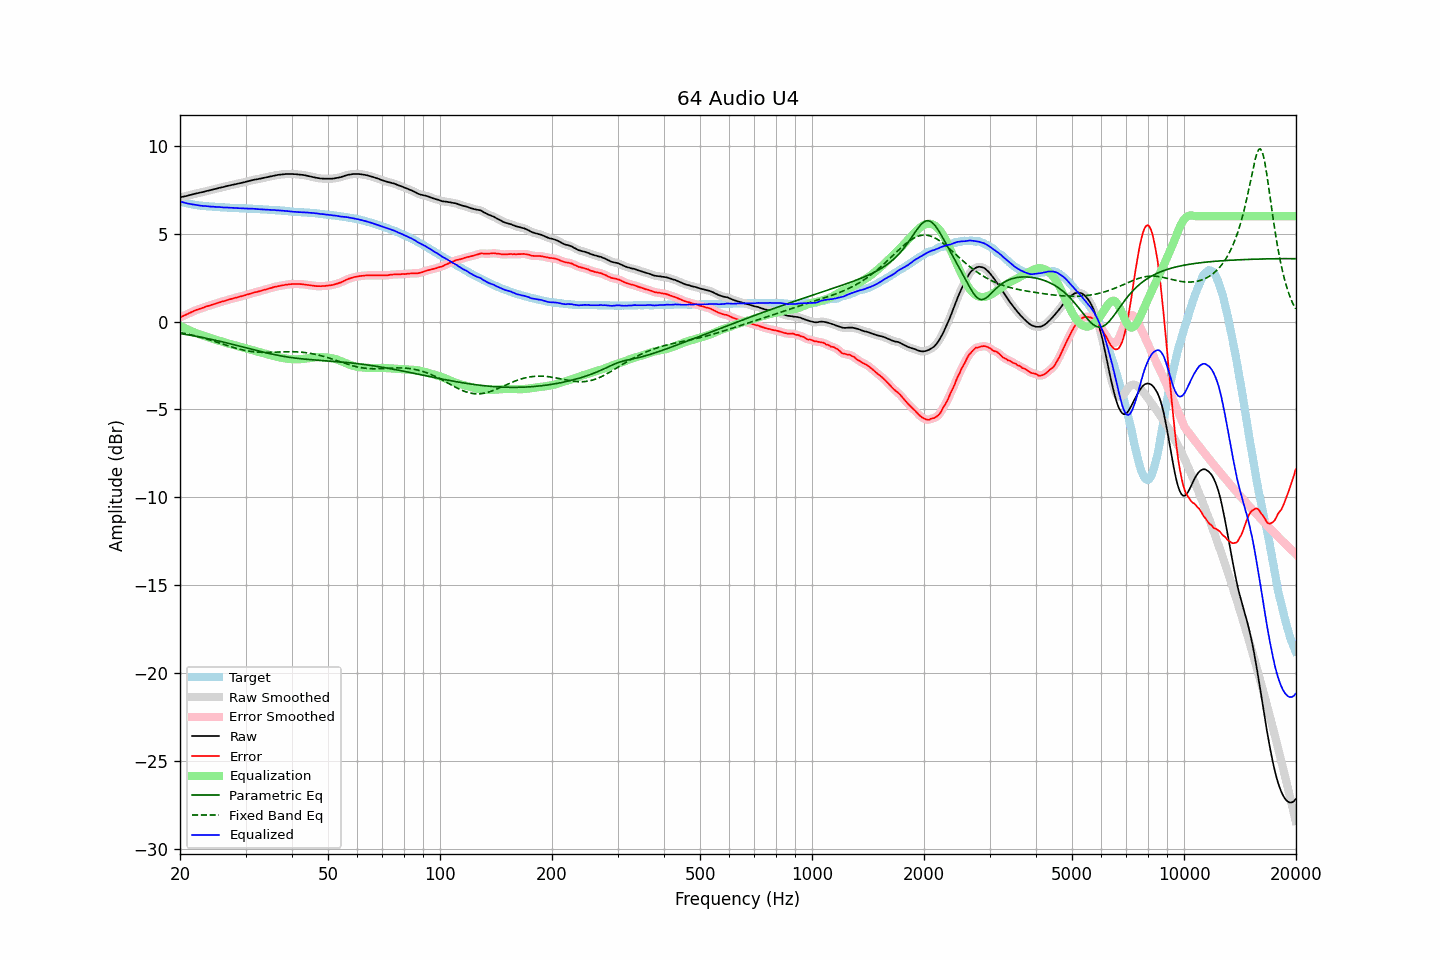 64 Audio U4
10
5
0
−5
−10
−15
−20
−25
−30
Amplitude (dBr)
Target
Raw Smoothed
Error Smoothed
Raw
Error
Equalization
Parametric Eq
Fixed Band Eq
Equalized
20 50 100 200 500 1000 2000 5000 10000 20000
Frequency (Hz)